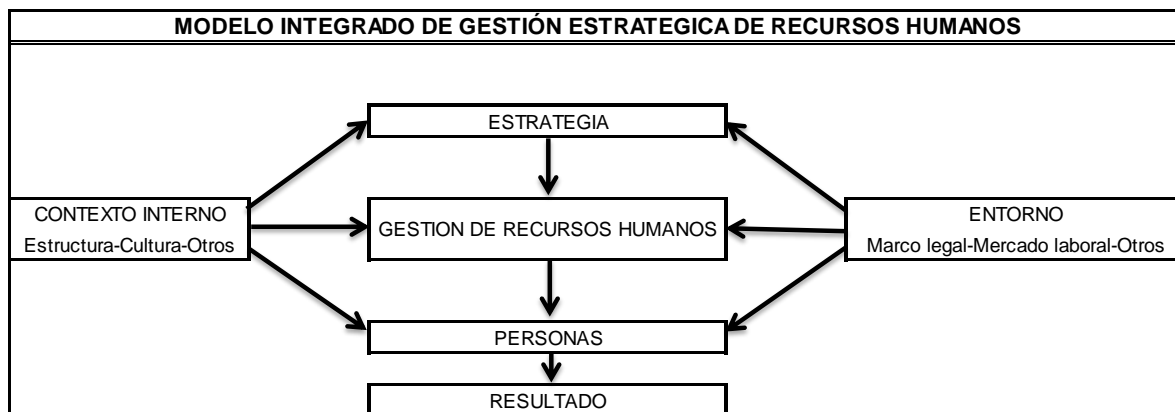 MODELO INTEGRADO DE GESTIÓN ESTRATEGICA DE RECURSOS HUMANOS
ESTRATEGIA
CONTEXTO INTERNO
Estructura-Cultura-Otros
GESTION DE RECURSOS HUMANOS
ENTORNO
Marco legal-Mercado laboral-Otros
PERSONAS
RESULTADO